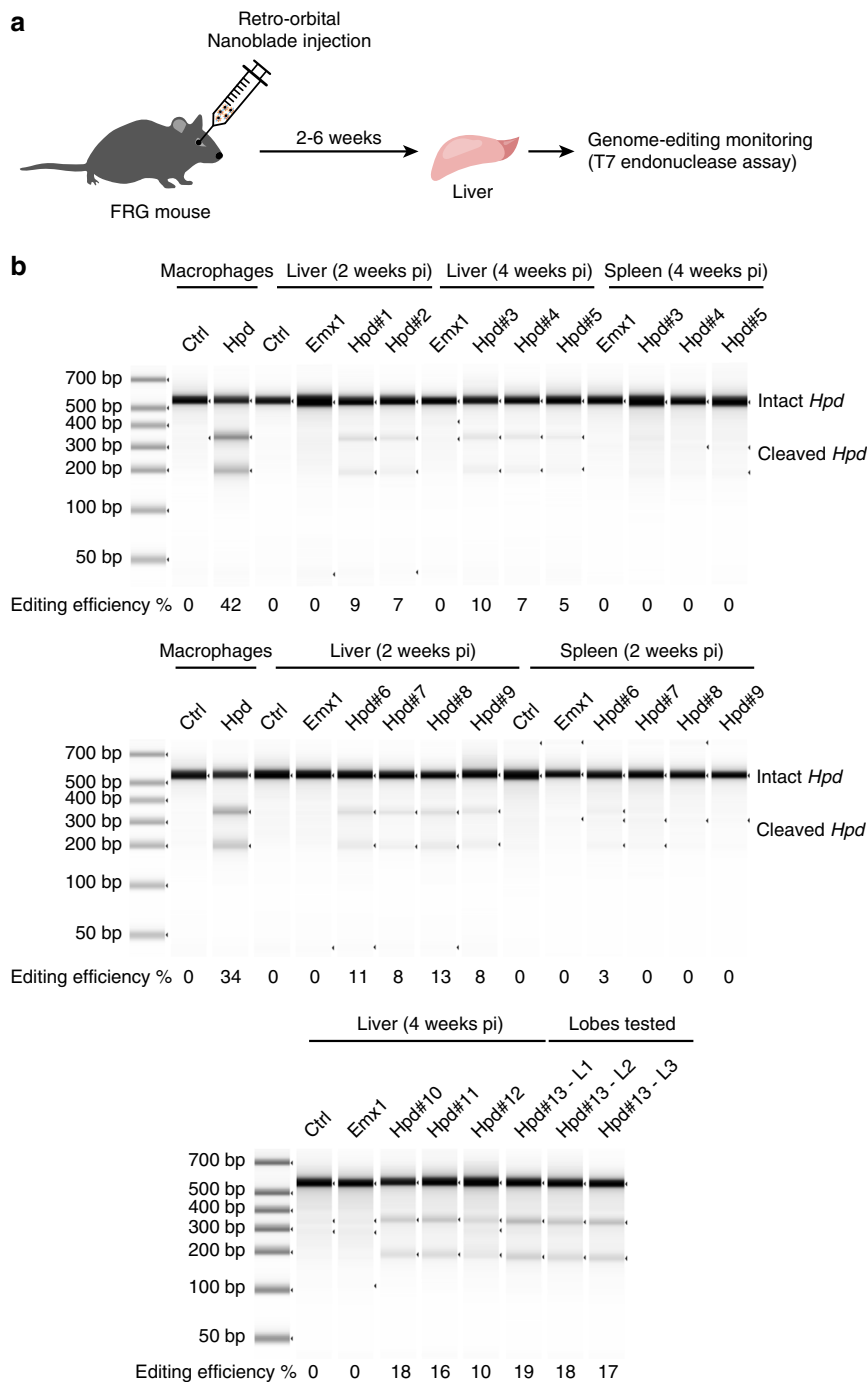 a
Retro-orbital
Nanoblade injection
2-6 weeks
Genome-editing monitoring
(T7 endonuclease assay)
Liver
FRG mouse
b
Macrophages Liver (2 weeks pi) Liver (4 weeks pi) Spleen (4 weeks pi)
Ctrl Hpd Ctrl Emx1 Hpd#1 Hpd#2 Emx1 Hpd#3 Hpd#4 Hpd#5 Emx1 Hpd#3 Hpd#4 Hpd#5
700 bp
500 bp Intact Hpd
400 bp
300 bp Cleaved Hpd
200 bp
100 bp
50 bp
Editing efficiency % 0 42 0 0 9 7 0 10 7 5 0 0 0 0
Macrophages Liver (2 weeks pi) Spleen (2 weeks pi)
Ctrl Hpd Ctrl Emx1 Hpd#6 Hpd#7 Hpd#8 Hpd#9 Ctrl Emx1 Hpd#6 Hpd#7 Hpd#8 Hpd#9
700 bp
500 bp Intact Hpd
400 bp
300 bp Cleaved Hpd
200 bp
100 bp
50 bp
Editing efficiency % 0 34 0 0 11 8 13 8 0 0 3 0 0 0
Liver (4 weeks pi) Lobes tested
Ctrl Emx1 Hpd#10 Hpd#11 Hpd#12 Hpd#13 - L1 Hpd#13 - L2 Hpd#13 - L3
700 bp
500 bp
400 bp
300 bp
200 bp
100 bp
50 bp
Editing efficiency % 0 0 18 16 10 19 18 17